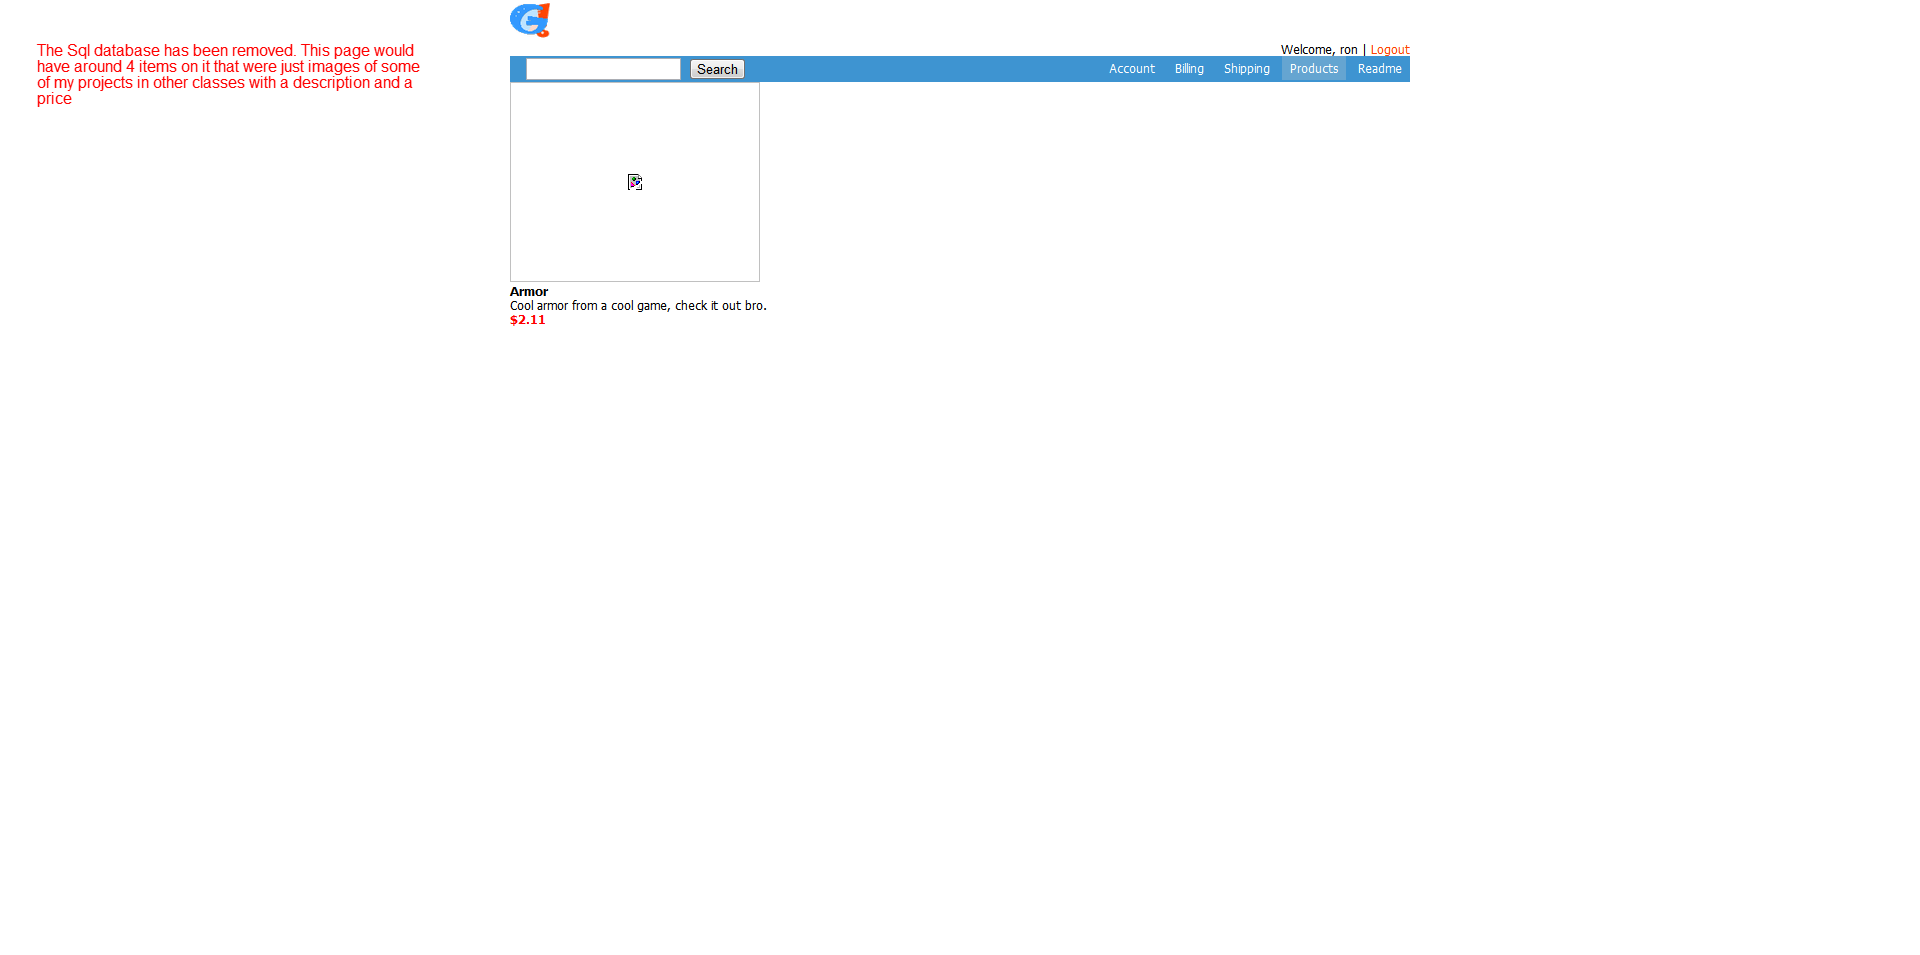 The Sql database has been removed. This page would
have around 4 items on it that were just images of some
of my projects in other classes with a description and a
price
Welcome, ron | Logout
Search Account Billing Shipping Products Readme
Armor
Cool armor from a cool game, check it out bro.
$2.11